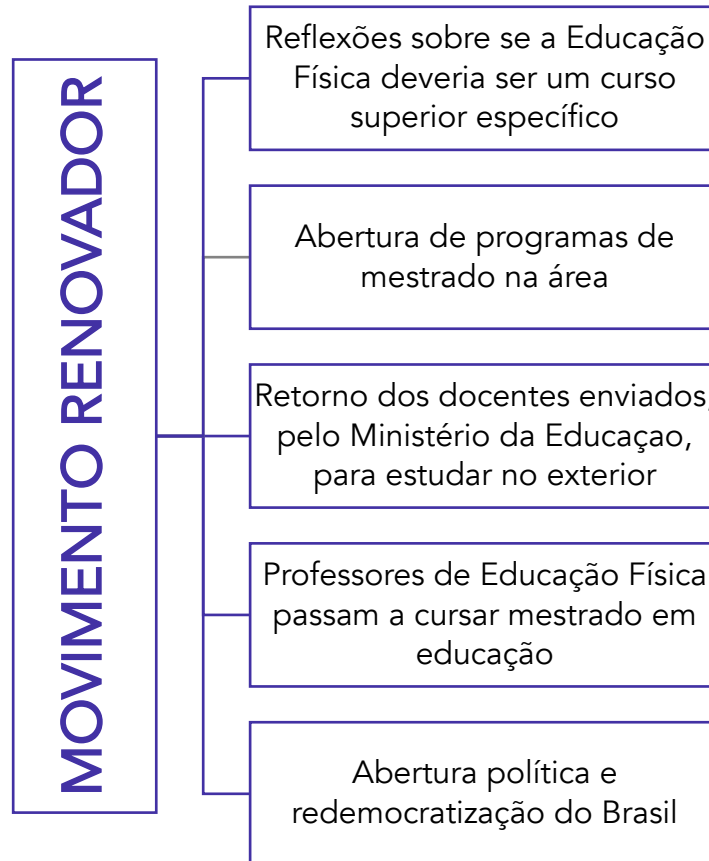 MOVIMENTO RENOVADOR
Reflexões sobre se a Educação
Física deveria ser um curso
superior específico
Abertura de programas de
mestrado na área
Retorno dos docentes enviados,
pelo Ministério da Educaçao,
para estudar no exterior
Professores de Educação Física
passam a cursar mestrado em
educação
Abertura política e
redemocratização do Brasil